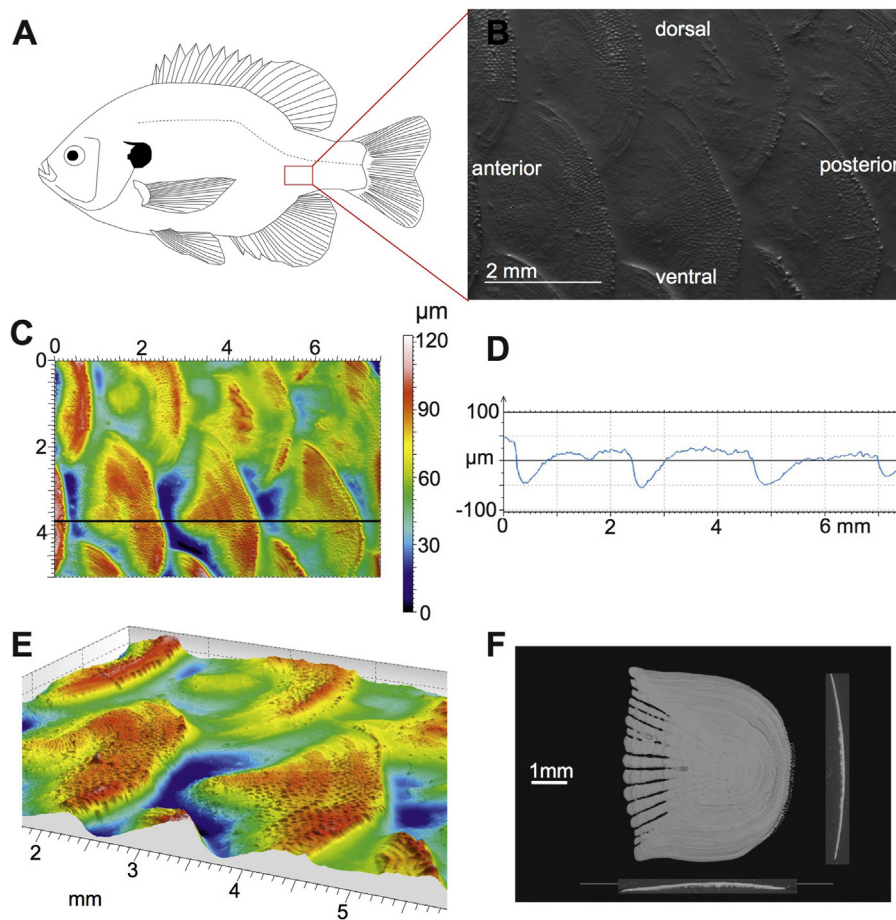 A
B
dorsal
anterior
posterior
2 mm
ventral
C
µm
0 2 4 6
0
2
4
120
90
60
30
0
D
100
µm
-100
0 2 4 6 mm
E
2
3
4
5
mm
F
1mm